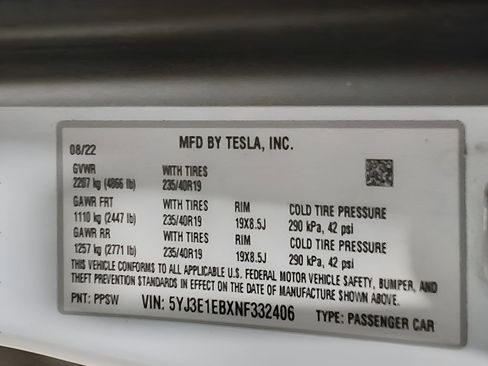 MFD BY TESLA, INC.
08/22
GVWR WITH TIRES
2207 kg (4866 lb) 235/40R19
GAWR FRT WITH TIRES RIM COLD TIRE PRESSURE
1110 kg (2447 lb) 235/40R19 19X8.5J 290 kPa, 42 psi
GAWR RR WITH TIRES RIM COLD TIRE PRESSURE
1257 kg (2771 lb) 235/40R19 19X8.5J 290 kPa, 42 psi
THIS VEHICLE CONFORMS TO ALL APPLICABLE U.S. FEDERAL MOTOR VEHICLE SAFETY, BUMPER, AND
THEFT PREVENTION STANDARDS IN EFFECT ON THE DATE OF MANUFACTURE SHOWN ABOVE.
PNT: PPSW VIN: 5YJ3E1EBXNF332406 TYPE: PASSENGER CAR